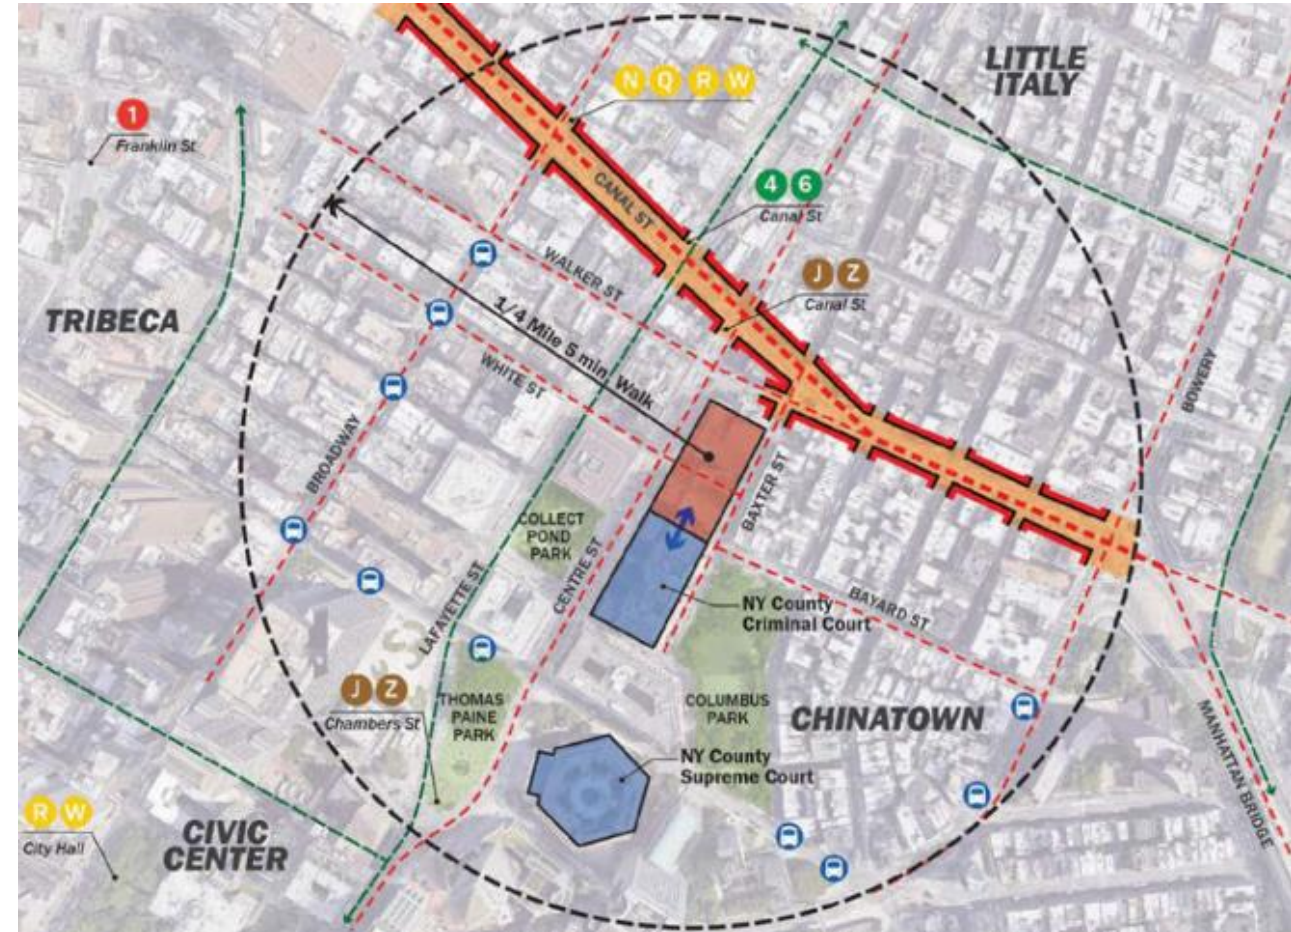 LITTLE
ITALY
N Q R W
1
Franklin St
CANAL ST
4 6
Canal St
WALKER ST
J Z
Canal St
TRIBECA
1/4 Mile 5 min. Walk
WHITE ST
BOWERY
BROADWAY
BAXTER ST
COLLECT
POND
PARK
CENTRE ST
LAFAYETTE ST
NY County
Criminal Court
BAYARD ST
J Z
Chambers St
THOMAS
PAINE
PARK
COLUMBUS
PARK
CHINATOWN
MANHATTAN BRIDGE
NY County
Supreme Court
R W
City Hall
CIVIC
CENTER